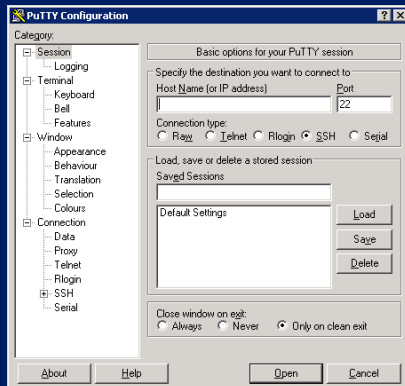 PuTTY Configuration
Category:
Session
Logging
Terminal
Keyboard
Bell
Features
Window
Appearance
Behaviour
Translation
Selection
Colours
Connection
Data
Proxy
Telnet
Rlogin
SSH
Serial
Basic options for your PuTTY session
Specify the destination you want to connect to
Host Name (or IP address) Port
22
Connection type:
Raw Telnet Rlogin SSH Serial
Load, save or delete a stored session
Saved Sessions
Default Settings
Load
Save
Delete
Close window on exit:
Always Never Only on clean exit
About Help Open Cancel